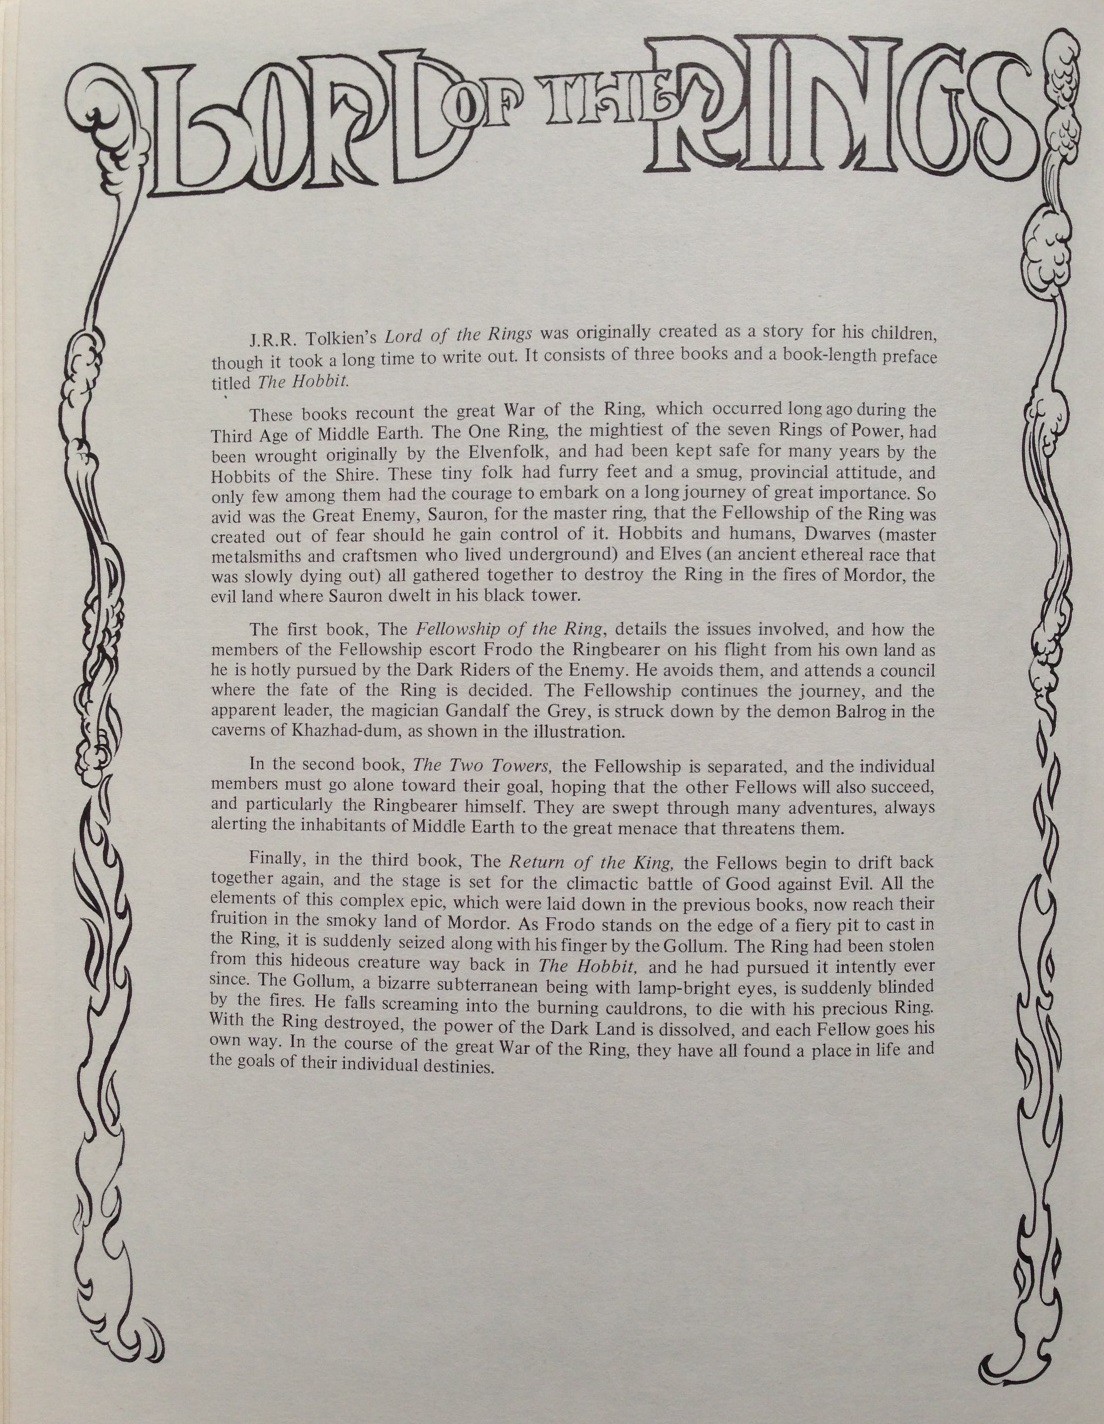 LORD OF THE RINGS
J.R.R. Tolkien's Lord of the Rings was originally created as a story for his children,
though it took a long time to write out. It consists of three books and a book-length preface
titled The Hobbit.
These books recount the great War of the Ring, which occurred long ago during the
Third Age of Middle Earth. The One Ring, the mightiest of the seven Rings of Power, had
been wrought originally by the Elvenfolk, and had been kept safe for many years by the
Hobbits of the Shire. These tiny folk had furry feet and a smug, provincial attitude, and
only few among them had the courage to embark on a long journey of great importance. So
avid was the Great Enemy, Sauron, for the master ring, that the Fellowship of the Ring was
created out of fear should he gain control of it. Hobbits and humans, Dwarves (master
metalsmiths and craftsmen who lived underground) and Elves (an ancient ethereal race that
was slowly dying out) all gathered together to destroy the Ring in the fires of Mordor, the
evil land where Sauron dwelt in his black tower.
The first book, The Fellowship of the Ring, details the issues involved, and how the
members of the Fellowship escort Frodo the Ringbearer on his flight from his own land as
he is hotly pursued by the Dark Riders of the Enemy. He avoids them, and attends a council
where the fate of the Ring is decided. The Fellowship continues the journey, and the
apparent leader, the magician Gandalf the Grey, is struck down by the demon Balrog in the
caverns of Khazhad-dum, as shown in the illustration.
In the second book, The Two Towers, the Fellowship is separated, and the individual
members must go alone toward their goal, hoping that the other Fellows will also succeed,
and particularly the Ringbearer himself. They are swept through many adventures, always
alerting the inhabitants of Middle Earth to the great menace that threatens them.
Finally, in the third book, The Return of the King, the Fellows begin to drift back
together again, and the stage is set for the climactic battle of Good against Evil. All the
elements of this complex epic, which were laid down in the previous books, now reach their
fruition in the smoky land of Mordor. As Frodo stands on the edge of a fiery pit to cast in
the Ring, it is suddenly seized along with his finger by the Gollum. The Ring had been stolen
from this hideous creature way back in The Hobbit, and he had pursued it intently ever
since. The Gollum, a bizarre subterranean being with lamp-bright eyes, is suddenly blinded
by the fires. He falls screaming into the burning cauldrons, to die with his precious Ring.
With the Ring destroyed, the power of the Dark Land is dissolved, and each Fellow goes his
own way. In the course of the great War of the Ring, they have all found a place in life and
the goals of their individual destinies.